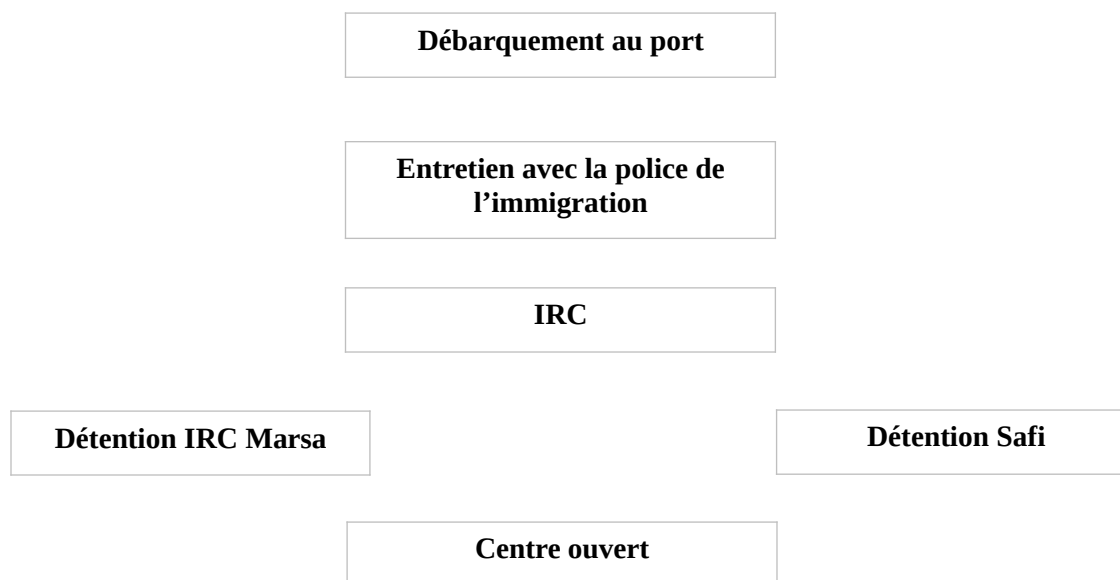 Débarquement au port
Entretien avec la police de
l’immigration
IRC
Détention IRC Marsa
Détention Safi
Centre ouvert